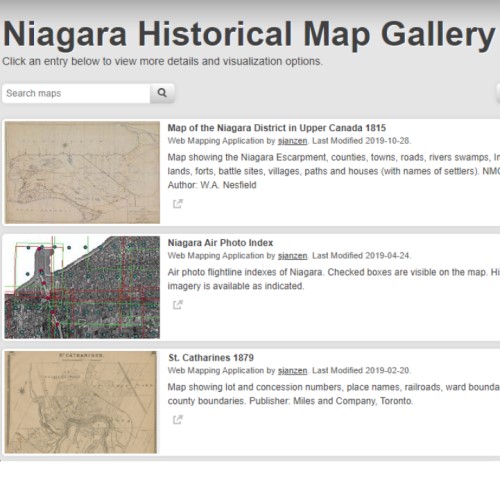 Niagara Historical Map Gallery
Click an entry below to view more details and visualization options.
Search maps
Map of the Niagara District in Upper Canada 1815
Web Mapping Application by sjanzen. Last Modified 2019-10-28.
Map showing the Niagara Escarpment, counties, towns, roads, rivers swamps, In
lands, forts, battle sites, villages, paths and houses (with names of settlers). NMC
Author: W.A. Nesfield
Niagara Air Photo Index
Web Mapping Application by sjanzen. Last Modified 2019-04-24.
Air photo flightline indexes of Niagara. Checked boxes are visible on the map. Hi
imagery is available as indicated.
ST CATHARINES
St. Catharines 1879
Web Mapping Application by sjanzen. Last Modified 2019-02-20.
Map showing lot and concession numbers, place names, railroads, ward bounda
county boundaries. Publisher: Miles and Company, Toronto.